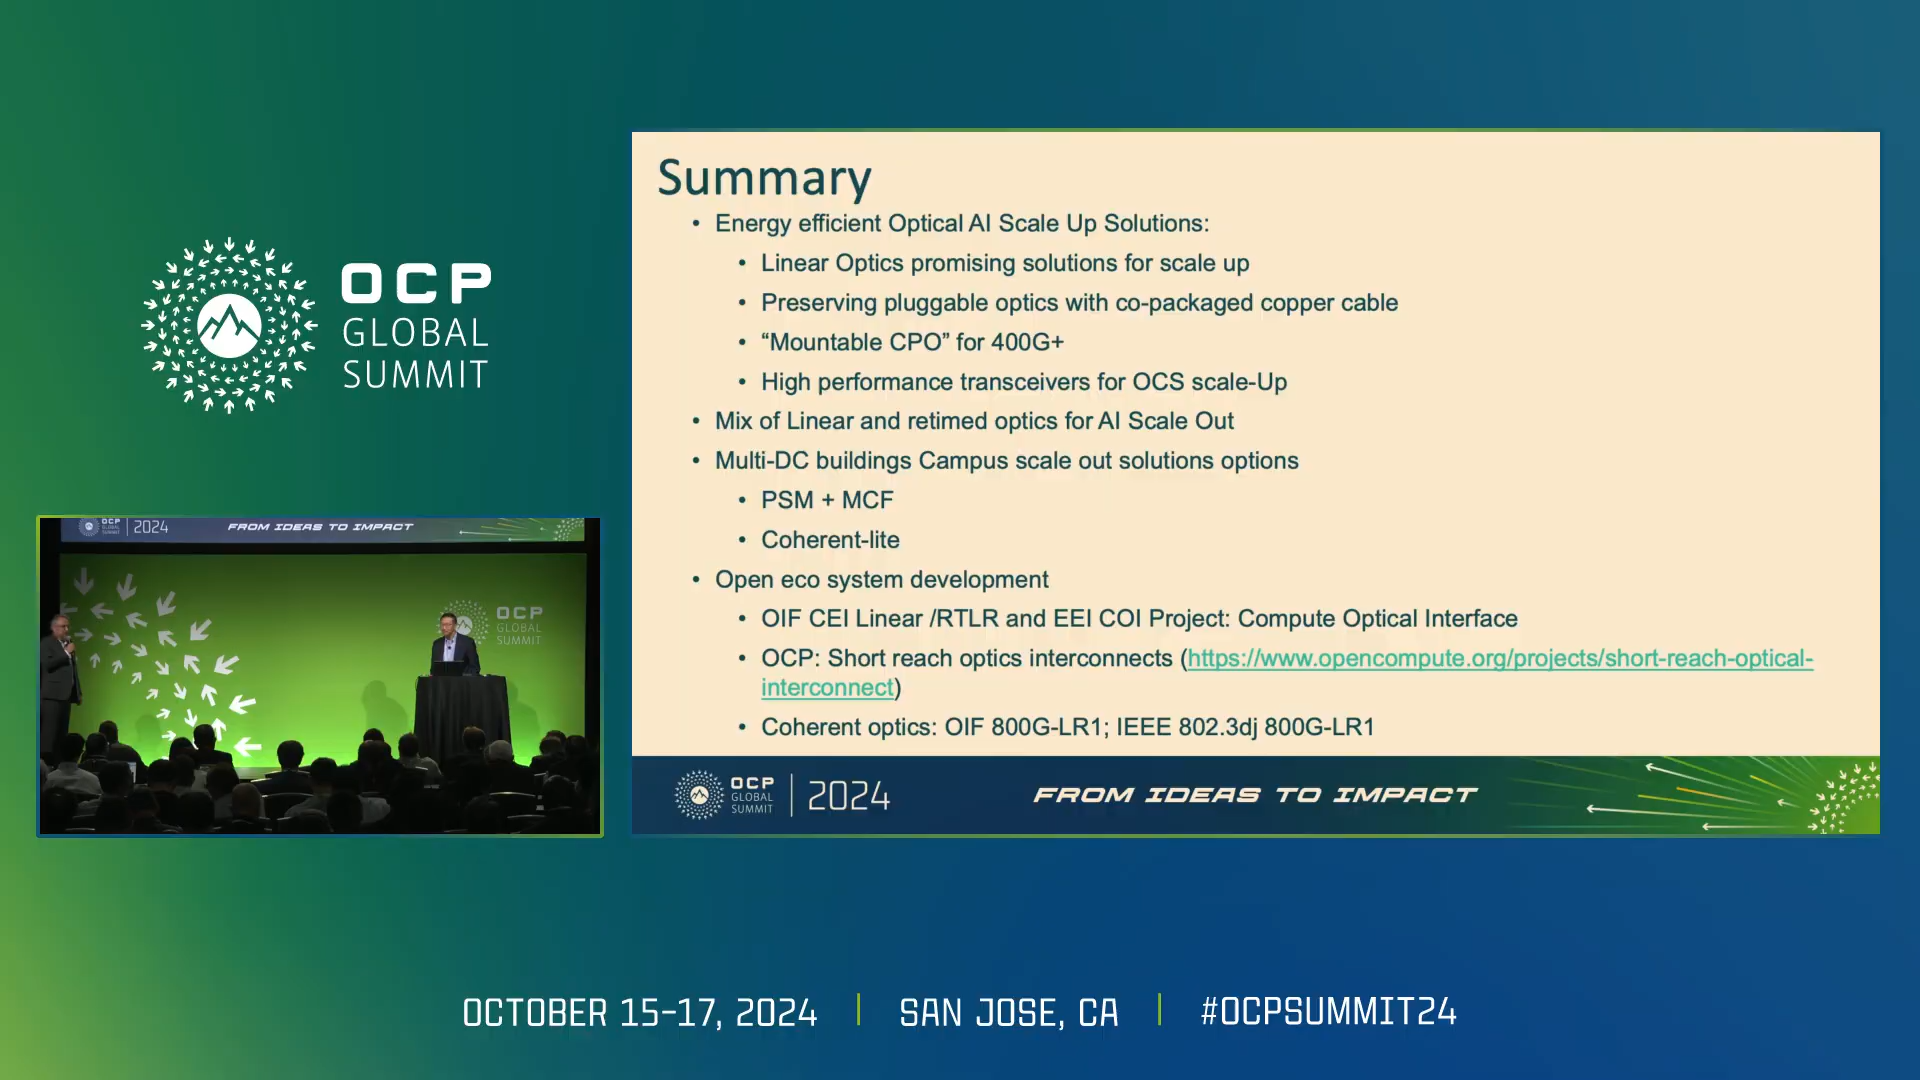 OCP
GLOBAL
SUMMIT
OCP
GLOBAL
SUMMIT
2024
FROM IDEAS TO IMPACT
OCP
GLOBAL
SUMMIT
Summary
• Energy efficient Optical AI Scale Up Solutions:
• Linear Optics promising solutions for scale up
• Preserving pluggable optics with co-packaged copper cable
• “Mountable CPO” for 400G+
• High performance transceivers for OCS scale-Up
• Mix of Linear and retimed optics for AI Scale Out
• Multi-DC buildings Campus scale out solutions options
• PSM + MCF
• Coherent-lite
• Open eco system development
• OIF CEI Linear /RTLR and EEI COI Project: Compute Optical Interface
• OCP: Short reach optics interconnects (https://www.opencompute.org/projects/short-reach-optical-
interconnect)
• Coherent optics: OIF 800G-LR1; IEEE 802.3dj 800G-LR1
OCP
GLOBAL
SUMMIT
2024
FROM IDEAS TO IMPACT
OCTOBER 15-17, 2024 | SAN JOSE, CA | #OCPSUMMIT24